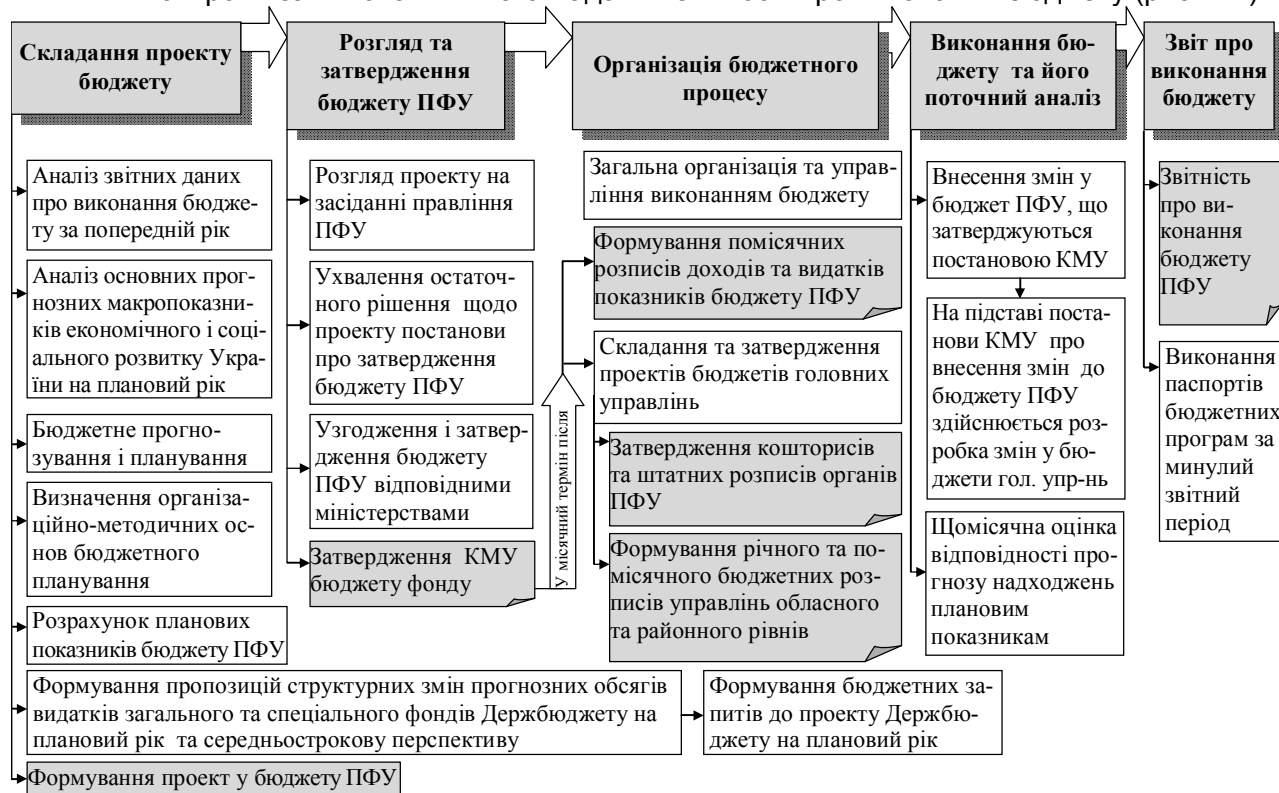 Складання проекту
бюджету
Розгляд та
затвердження
бюджету ПФУ
Організація бюджетного
процесу
Виконання бю-
джету та його
поточний аналіз
Звіт про
виконання
бюджету
Аналіз звітних даних
про виконання бюдже-
ту за попередній рік
Аналіз основних прог-
нозних макропоказни-
ків економічного і соці-
ального розвитку Укра-
їни на плановий рік
Бюджетне прогно-
зування і планування
Визначення організа-
ційно-методичних ос-
нов бюджетного
планування
Розрахунок планових
показників бюджету ПФУ
Формування пропозицій структурних змін прогнозних обсягів
видатків загального та спеціального фондів Держбюджету на
плановий рік та середньострокову перспективу
Формування бюджетних за-
питів до проекту Держбю-
джету на плановий рік
Формування проект у бюджету ПФУ
Розгляд проекту на
засіданні правління
ПФУ
Ухвалення остаточ-
ного рішення щодо
проекту постанови
про затвердження
бюджету ПФУ
Узгодження і затвер-
дження бюджету
ПФУ відповідними
міністерствами
Затвердження КМУ
бюджету фонду
У місячний термін після
Загальна організація та управ-
ління виконанням бюджету
Формування помісячних
розписів доходів та видатків
показників бюджету ПФУ
Складання та затвердження
проектів бюджетів головних
управлінь
Затвердження кошторисів
та штатних розписів органів
ПФУ
Формування річного та по-
місячного бюджетних роз-
писів управлінь обласного
та районного рівнів
Внесення змін у
бюджет ПФУ, що
затверджуються
постановою КМУ
На підставі поста-
нови КМУ про
внесення змін до
бюджету ПФУ
здійснюється роз-
робка змін у бю-
джети гол. упр-нь
Щомісячна оцінка
відповідності про-
гнозу надходжень
плановим
показникам
Звітність
про ви-
конання
бюджету
ПФУ
Виконання
паспортів
бюджетних
програм за
минулий
звітний
період